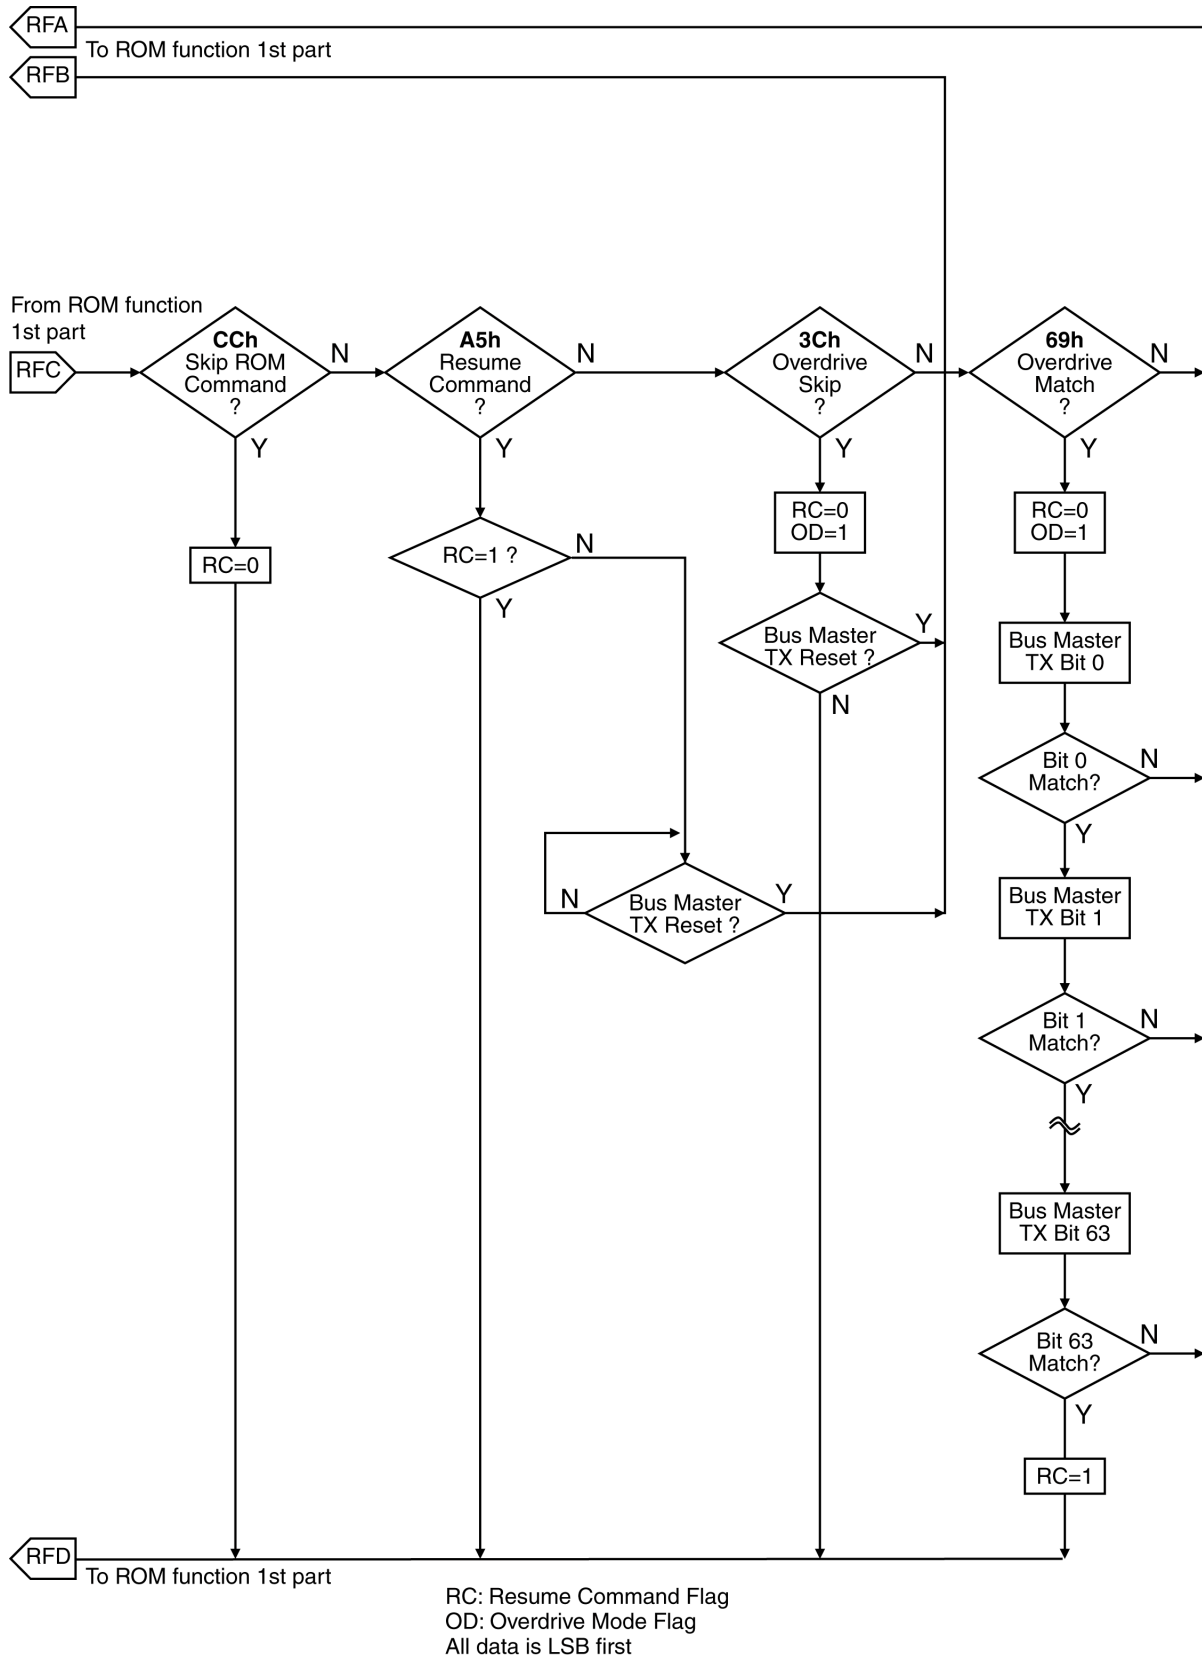 RFA
To ROM function 1st part
RFB
From ROM function
1st part
RFC
CCh
Skip ROM
Command
?
N
Y
A5h
Resume
Command
?
N
Y
3Ch
Overdrive
Skip
?
N
Y
69h
Overdrive
Match
?
N
Y
RC=0
RC=1 ?
N
Y
RC=0
OD=1
RC=0
OD=1
Bus Master
TX Reset ?
Y
N
Bus Master
TX Bit 0
Bit 0
Match?
N
Y
Bus Master
TX Reset ?
N
Y
Bus Master
TX Bit 1
Bit 1
Match?
N
Y
Bus Master
TX Bit 63
Bit 63
Match?
N
Y
RC=1
RFD
To ROM function 1st part
RC: Resume Command Flag
OD: Overdrive Mode Flag
All data is LSB first